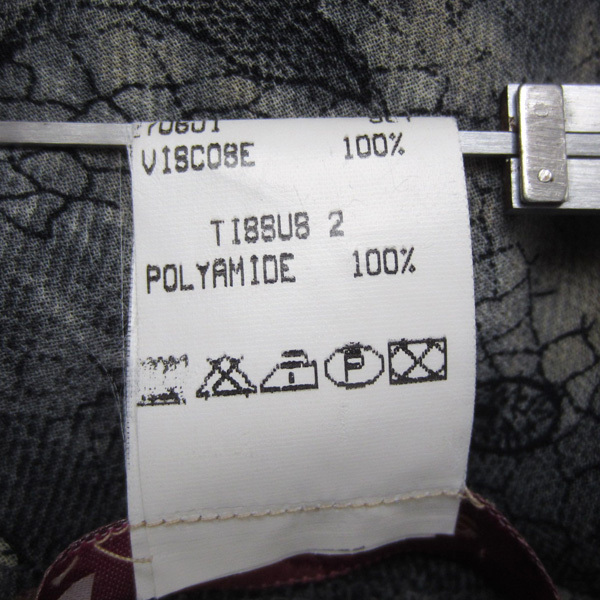 VISCOSE 100%
TISSUS 2
POLYAMIDE 100%
P